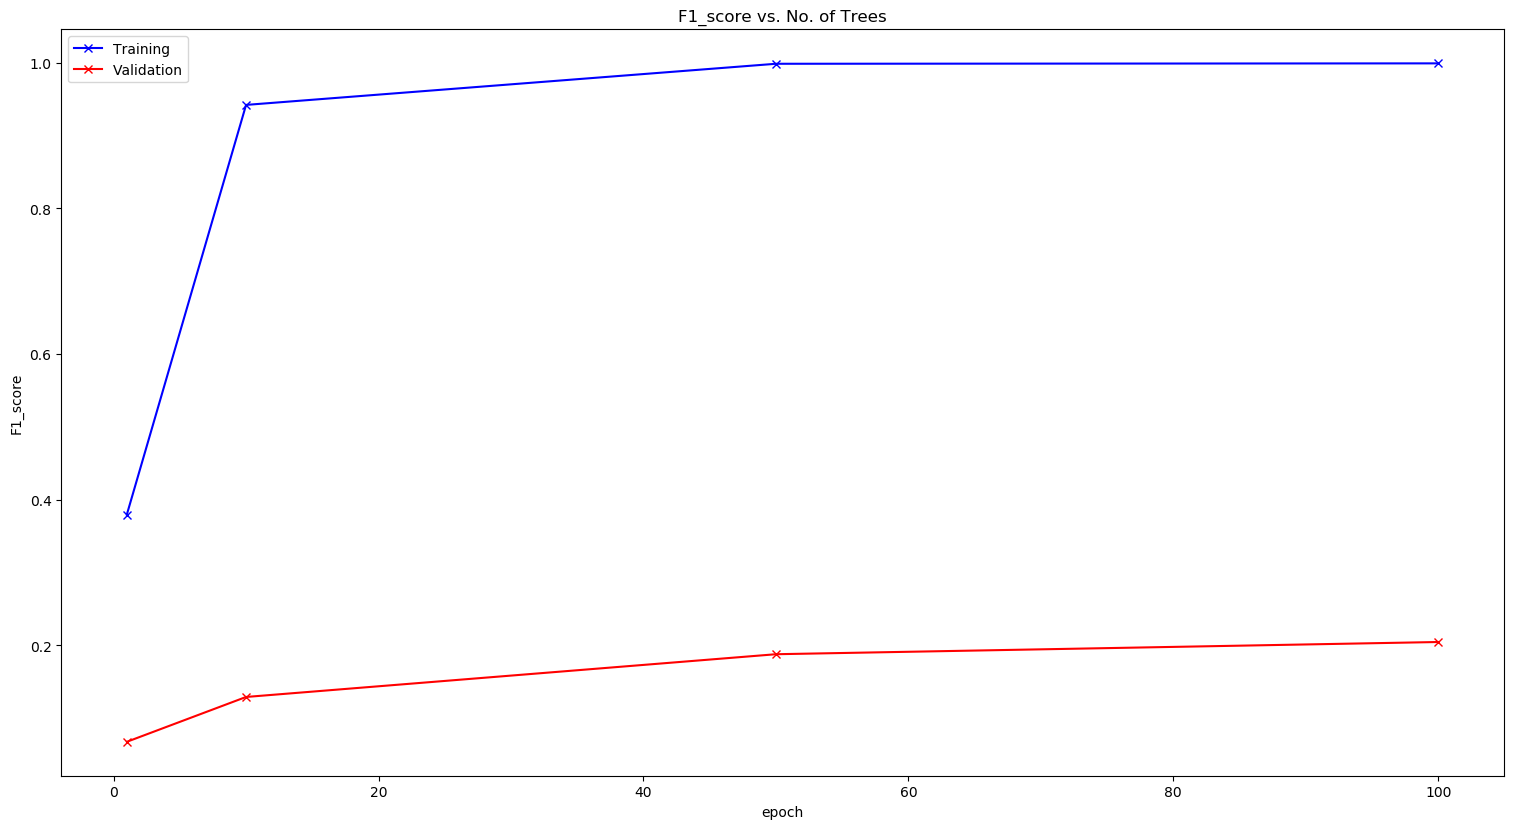 F1_score vs. No. of Trees
Training
Validation
1.0
0.8
0.6
0.4
0.2
F1_score
0 20 40 60 80 100
epoch